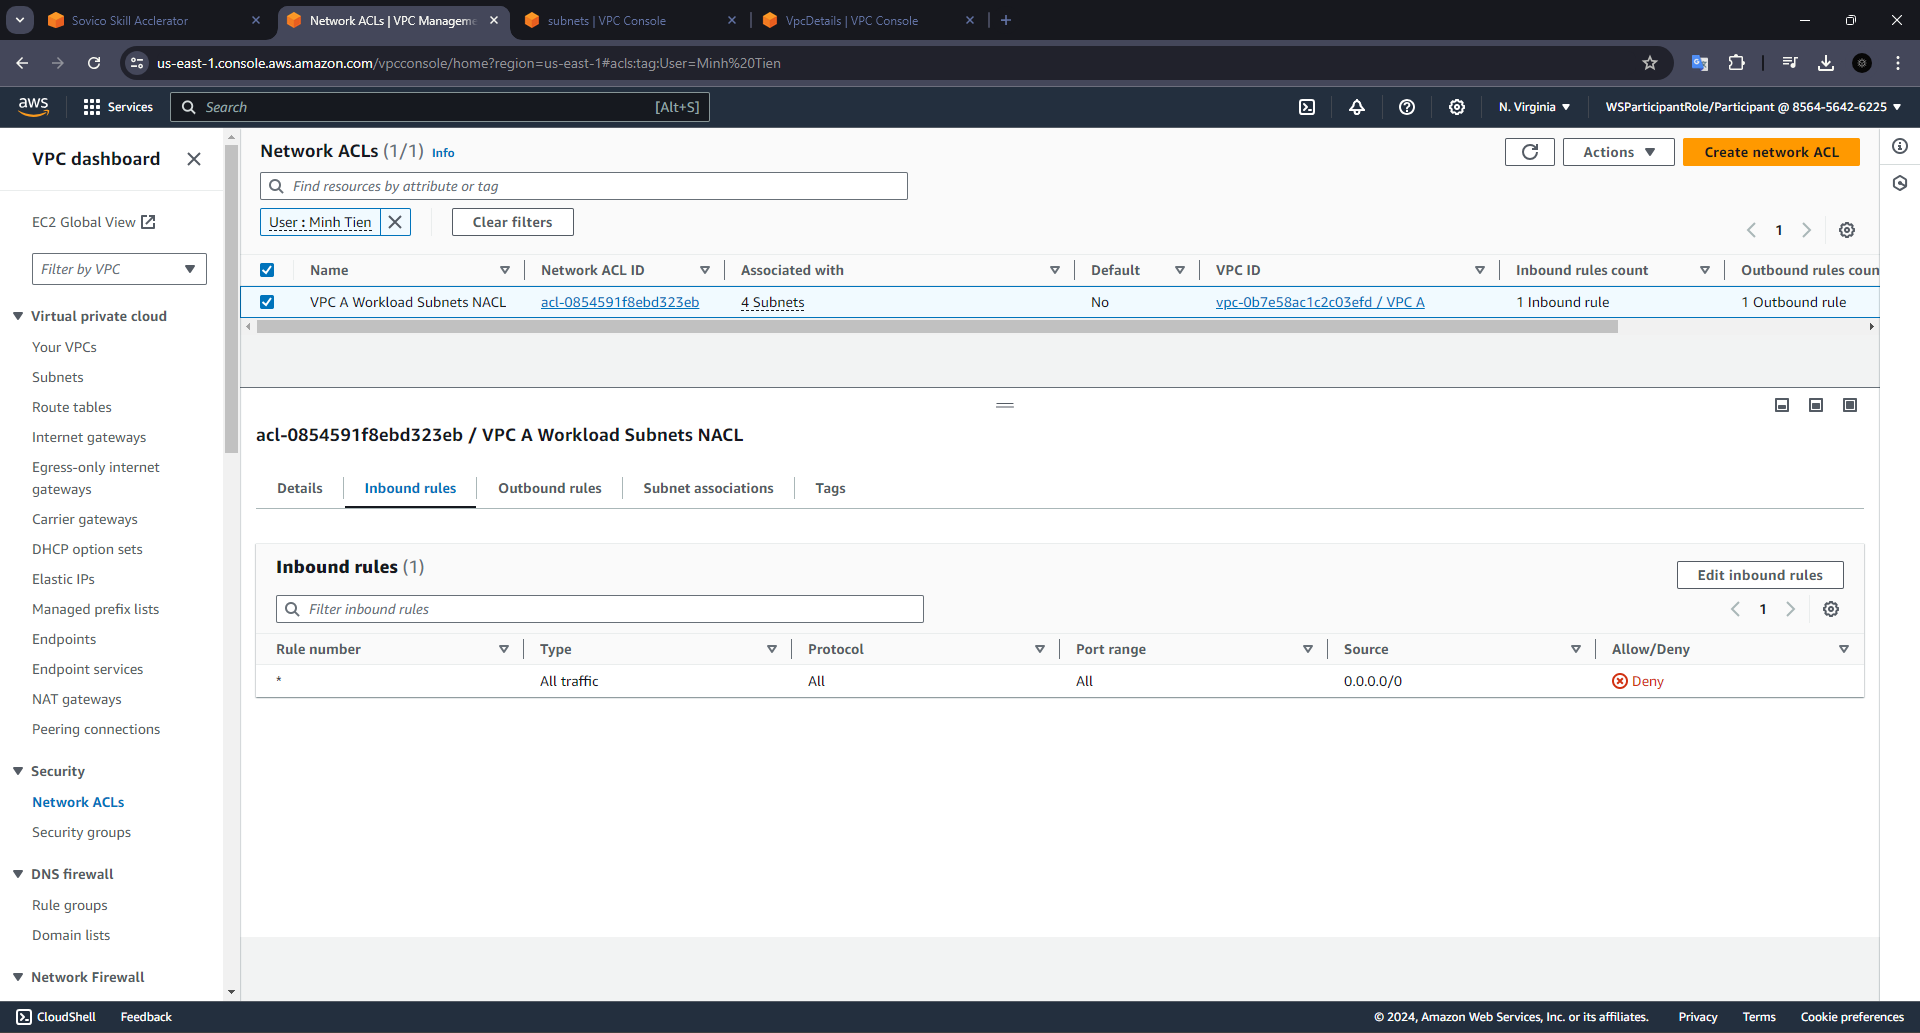 Sovico Skill Acclerator
Network ACLs | VPC Manageme
subnets | VPC Console
VpcDetails | VPC Console
us-east-1.console.aws.amazon.com/vpcconsole/home?region=us-east-1#acls:tag:User=Minh%20Tien
aws
Services
Search
[Alt+S]
N. Virginia
WSParticipantRole/Participant @ 8564-5642-6225
VPC dashboard
EC2 Global View
Filter by VPC
Virtual private cloud
Your VPCs
Subnets
Route tables
Internet gateways
Egress-only internet
gateways
Carrier gateways
DHCP option sets
Elastic IPs
Managed prefix lists
Endpoints
Endpoint services
NAT gateways
Peering connections
Security
Network ACLs
Security groups
DNS firewall
Rule groups
Domain lists
Network Firewall
Network ACLs (1/1) Info
Actions
Create network ACL
Find resources by attribute or tag
User : Minh Tien
Clear filters
1
Name Network ACL ID Associated with Default VPC ID Inbound rules count Outbound rules coun
VPC A Workload Subnets NACL acl-0854591f8ebd323eb 4 Subnets No vpc-0b7e58ac1c2c03efd / VPC A 1 Inbound rule 1 Outbound rule
acl-0854591f8ebd323eb / VPC A Workload Subnets NACL
Details Inbound rules Outbound rules Subnet associations Tags
Inbound rules (1)
Edit inbound rules
Filter inbound rules
1
Rule number Type Protocol Port range Source Allow/Deny
* All traffic All All 0.0.0.0/0 Deny
CloudShell Feedback
© 2024, Amazon Web Services, Inc. or its affiliates. Privacy Terms Cookie preferences